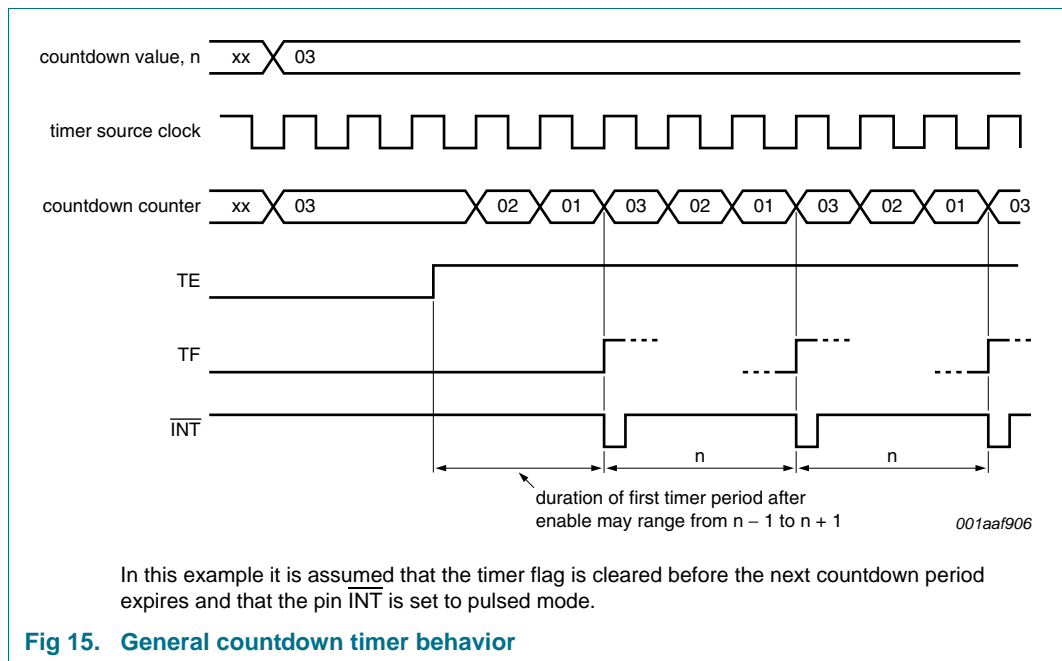 countdown value, n xx 03
timer source clock
countdown counter xx 03 02 01 03 02 01 03 02 01 03
TE
TF
INT
n n
duration of first timer period after
enable may range from n − 1 to n + 1
001aaf906
In this example it is assumed that the timer flag is cleared before the next countdown period
expires and that the pin INT is set to pulsed mode.
Fig 15. General countdown timer behavior